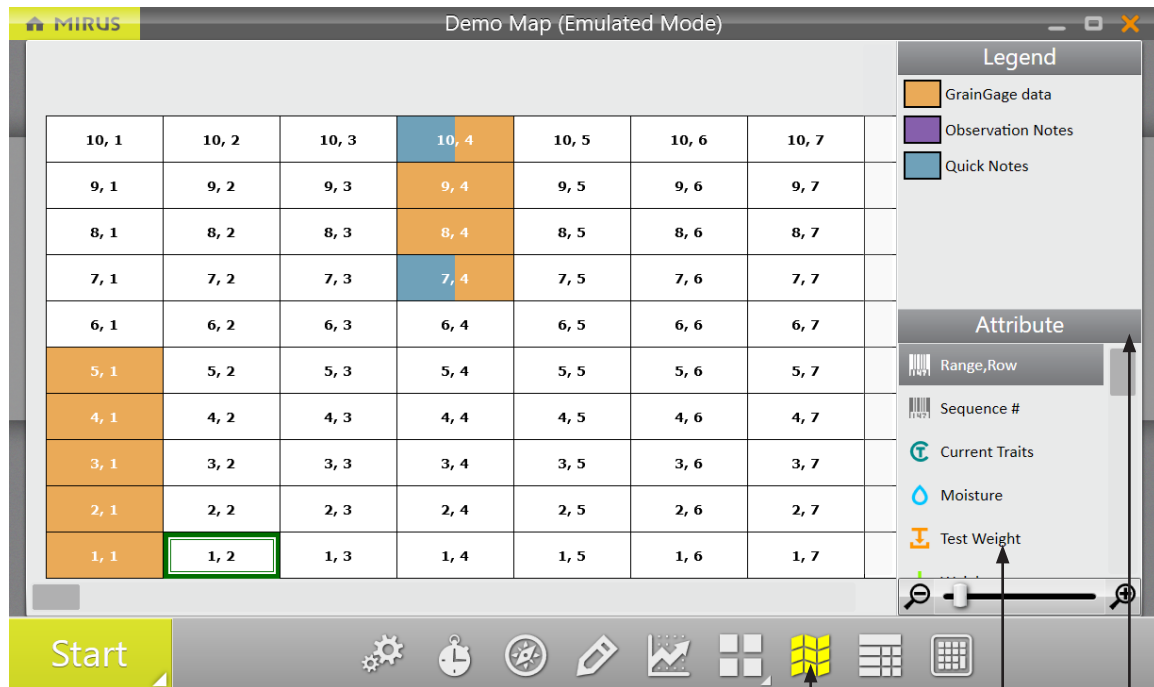 MIRUS
Demo Map (Emulated Mode)
Legend
GrainGage data
Observation Notes
Quick Notes
10, 1 10, 2 10, 3 10, 4 10, 5 10, 6 10, 7
9, 1 9, 2 9, 3 9, 4 9, 5 9, 6 9, 7
8, 1 8, 2 8, 3 8, 4 8, 5 8, 6 8, 7
7, 1 7, 2 7, 3 7, 4 7, 5 7, 6 7, 7
6, 1 6, 2 6, 3 6, 4 6, 5 6, 6 6, 7
5, 1 5, 2 5, 3 5, 4 5, 5 5, 6 5, 7
4, 1 4, 2 4, 3 4, 4 4, 5 4, 6 4, 7
3, 1 3, 2 3, 3 3, 4 3, 5 3, 6 3, 7
2, 1 2, 2 2, 3 2, 4 2, 5 2, 6 2, 7
1, 1 1, 2 1, 3 1, 4 1, 5 1, 6 1, 7
Attribute
Range,Row
Sequence #
Current Traits
Moisture
Test Weight
Start